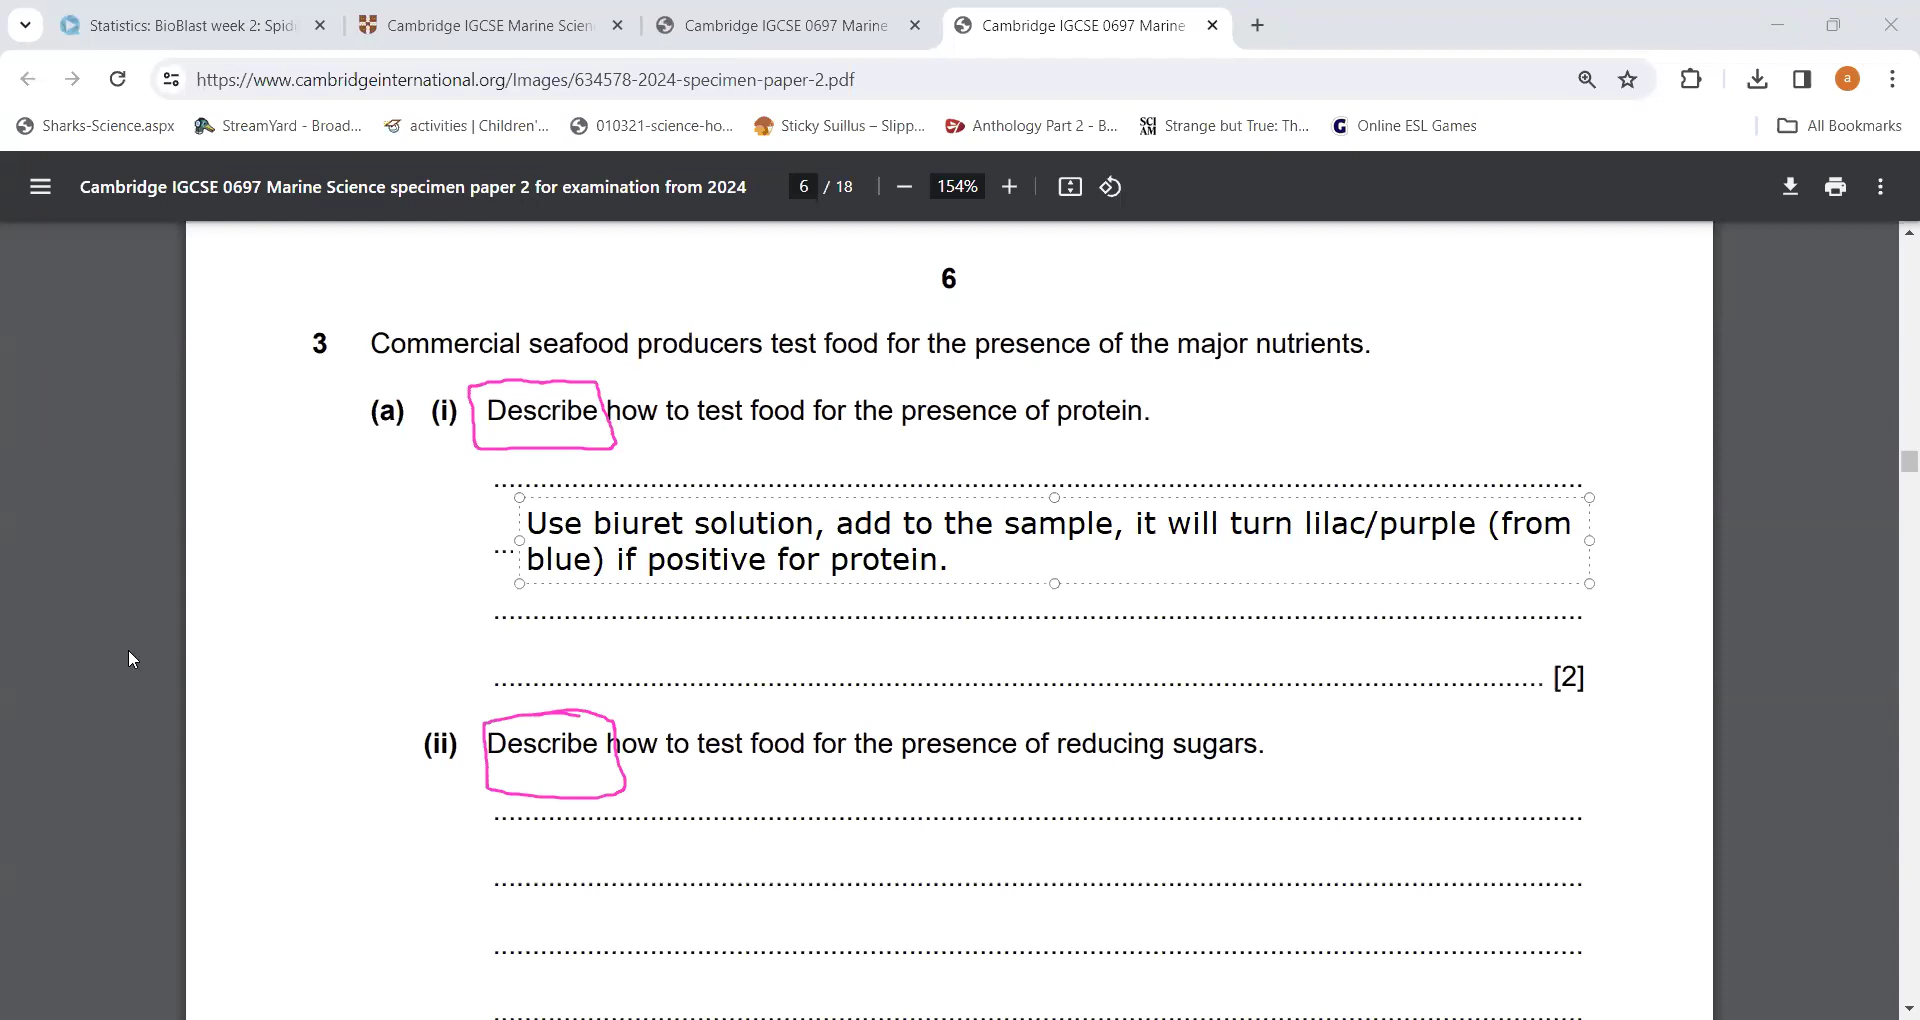 Statistics: BioBlast week 2: Spid
Cambridge IGCSE Marine Scien
Cambridge IGCSE 0697 Marine
Cambridge IGCSE 0697 Marine
https://www.cambridgeinternational.org/Images/634578-2024-specimen-paper-2.pdf
a
Sharks-Science.aspx
StreamYard - Broad...
activities | Children'...
010321-science-ho...
Sticky Suillus – Slipp...
Anthology Part 2 - B...
SCI AM
Strange but True: Th...
G
Online ESL Games
All Bookmarks
Cambridge IGCSE 0697 Marine Science specimen paper 2 for examination from 2024
6 / 18
154%
6
3 Commercial seafood producers test food for the presence of the major nutrients.
(a) (i) Describe how to test food for the presence of protein.
Use biuret solution, add to the sample, it will turn lilac/purple (from
blue) if positive for protein.
[2]
(ii) Describe how to test food for the presence of reducing sugars.